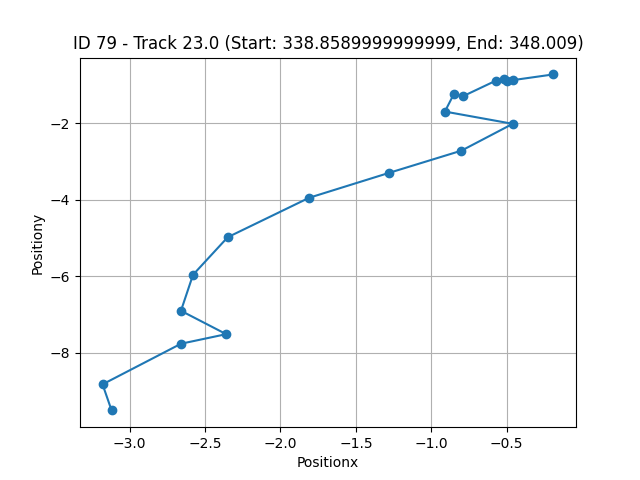 ID 79 - Track 23.0 (Start: 338.8589999999999, End: 348.009)
Positiony
−2
−4
−6
−8
−3.0 −2.5 −2.0 −1.5 −1.0 −0.5
Positionx